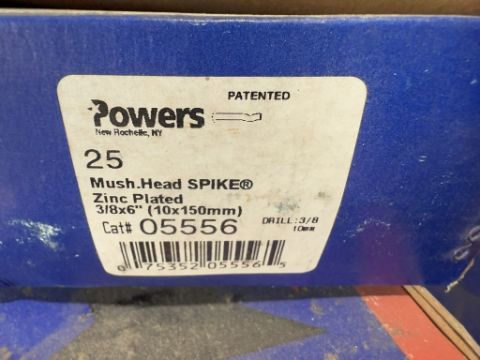 PATENTED
Powers
New Rochelle, NY
25
Mush.Head SPIKE®
Zinc Plated
3/8x6" (10x150mm)
DRILL:3/8
10mm
Cat# 05556
0 75352 05556 5